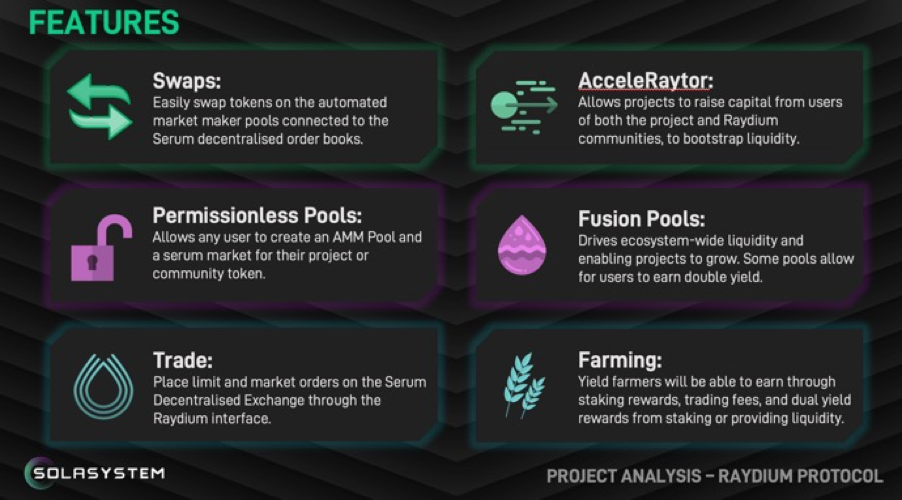 FEATURES
Swaps:
Easily swap tokens on the automated
market maker pools connected to the
Serum decentralised order books.
AcceleRaytor:
Allows projects to raise capital from users
of both the project and Raydium
communities, to bootstrap liquidity.
Permissionless Pools:
Allows any user to create an AMM Pool and
a serum market for their project or
community token.
Fusion Pools:
Drives ecosystem-wide liquidity and
enabling projects to grow. Some pools allow
for users to earn double yield.
Trade:
Place limit and market orders on the Serum
Decentralised Exchange through the
Raydium interface.
Farming:
Yield farmers will be able to earn through
staking rewards, trading fees, and dual yield
rewards from staking or providing liquidity.
SOLASYSTEM
PROJECT ANALYSIS – RAYDIUM PROTOCOL